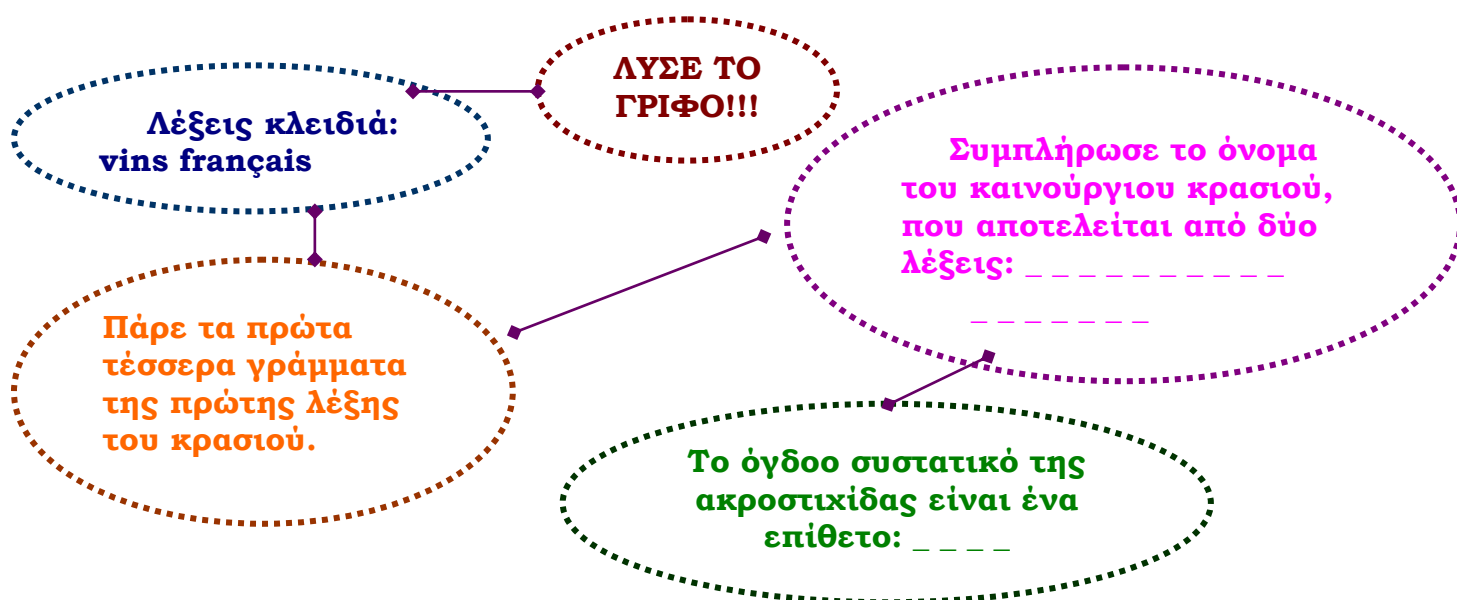 ΛΥΣΕ ΤΟ
ΓΡΙΦΟ!!!
Λέξεις κλειδιά:
vins français
Πάρε τα πρώτα
τέσσερα γράμματα
της πρώτης λέξης
του κρασιού.
Συμπλήρωσε το όνομα
του καινούργιου κρασιού,
που αποτελείται από δύο
λέξεις: _ _ _ _ _ _ _ _ _ _
_ _ _ _ _ _ _
Το όγδοο συστατικό της
ακροστιχίδας είναι ένα
επίθετο: _ _ _ _